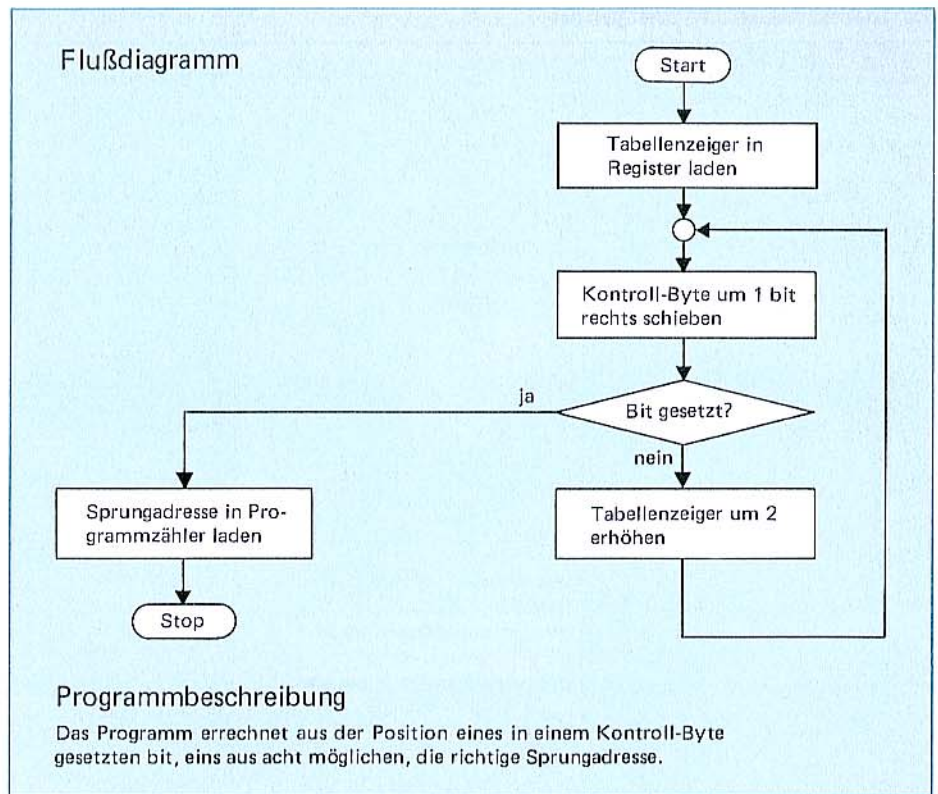 Flußdiagramm
Start
Tabellenzeiger in
Register laden
Kontroll-Byte um 1 bit
rechts schieben
ja
Bit gesetzt?
nein
Sprungadresse in Pro-
grammzähler laden
Tabellenzeiger um 2
erhöhen
Stop
Programmbeschreibung
Das Programm errechnet aus der Position eines in einem Kontroll-Byte
gesetzten bit, eins aus acht möglichen, die richtige Sprungadresse.